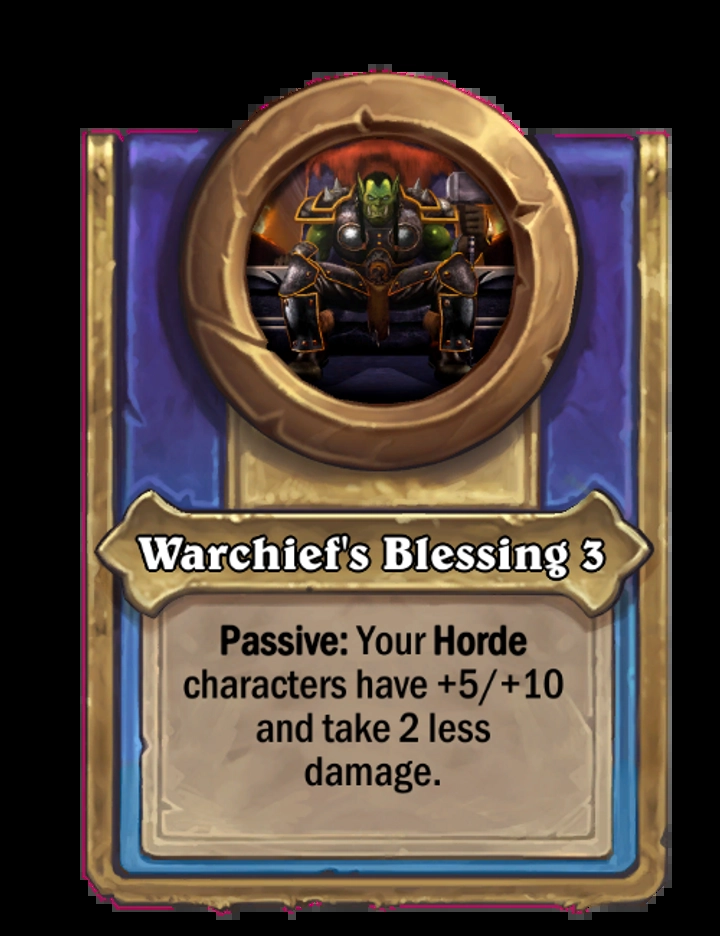 Warchief's Blessing 3
Passive: Your Horde
characters have +5/+10
and take 2 less
damage.